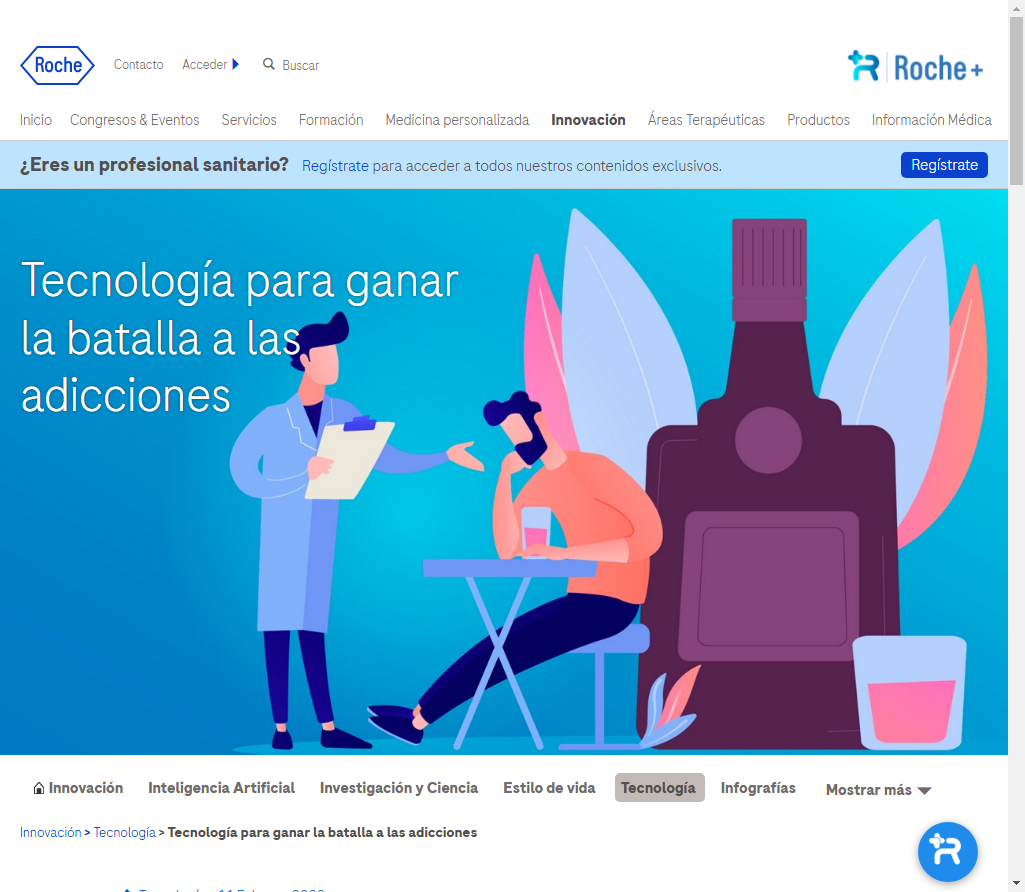 Roche
Contacto
Acceder
Buscar
Roche+
Inicio
Congresos & Eventos
Servicios
Formación
Medicina personalizada
Innovación
Áreas Terapéuticas
Productos
Información Médica
¿Eres un profesional sanitario? Regístrate para acceder a todos nuestros contenidos exclusivos.
Regístrate
Tecnología para ganar
la batalla a las
adicciones
Innovación
Inteligencia Artificial
Investigación y Ciencia
Estilo de vida
Tecnología
Infografías
Mostrar más
Innovación > Tecnología > Tecnología para ganar la batalla a las adicciones